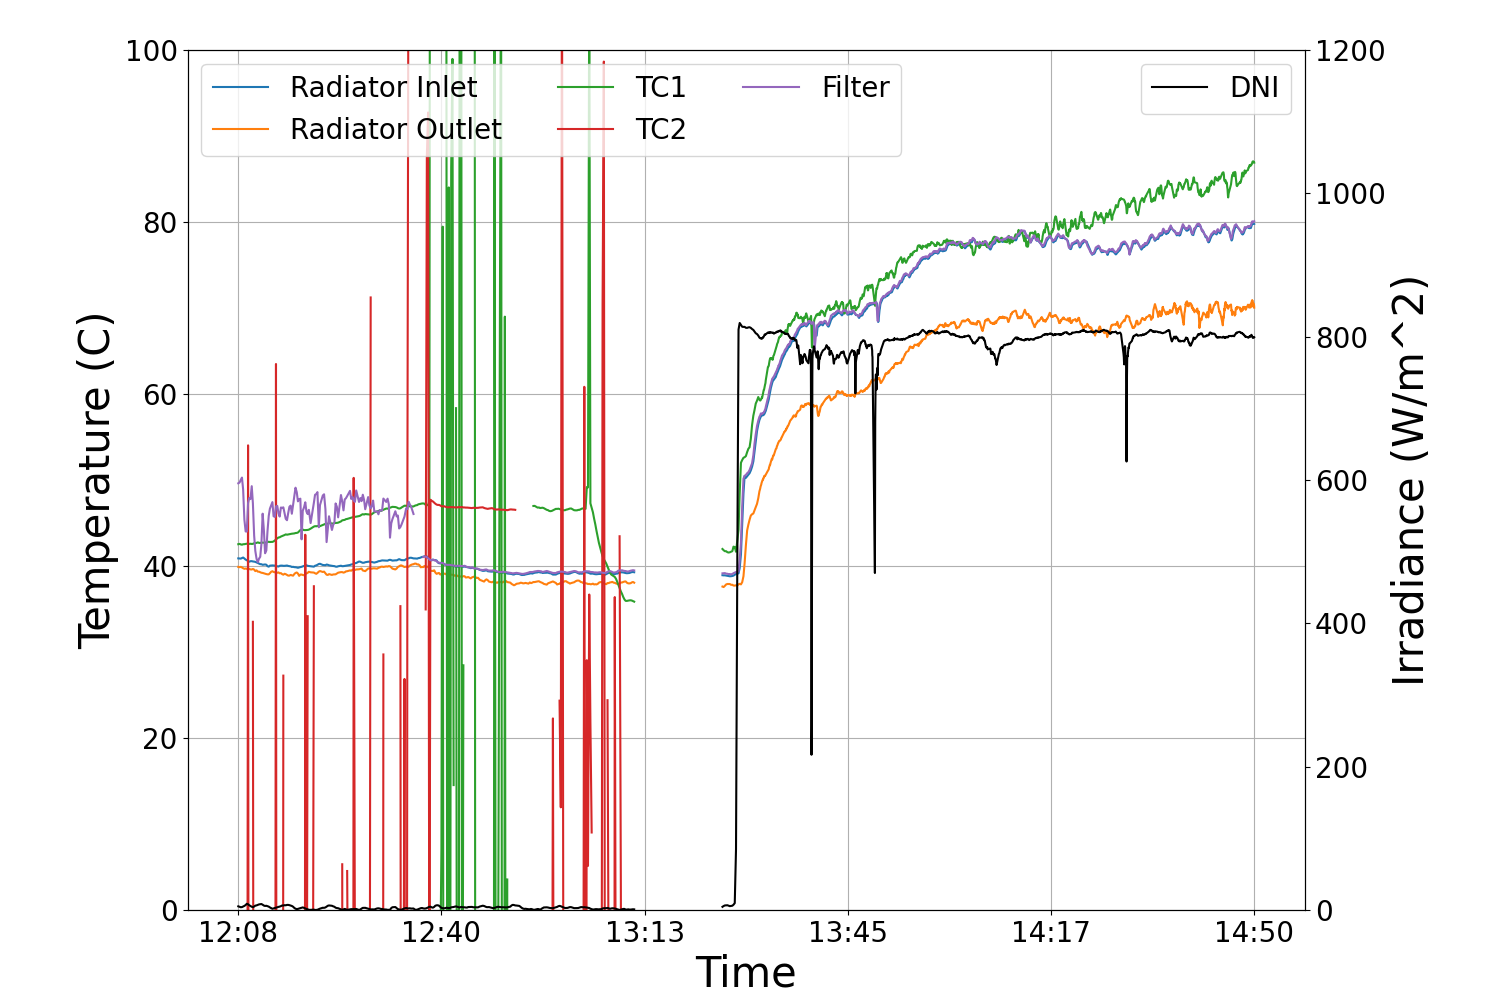 Radiator Inlet
Radiator Outlet
TC1
TC2
Filter
DNI
100
80
60
40
20
0
Temperature (C)
1200
1000
800
600
400
200
0
Irradiance (W/m^2)
12:08 12:40 13:13 13:45 14:17 14:50
Time